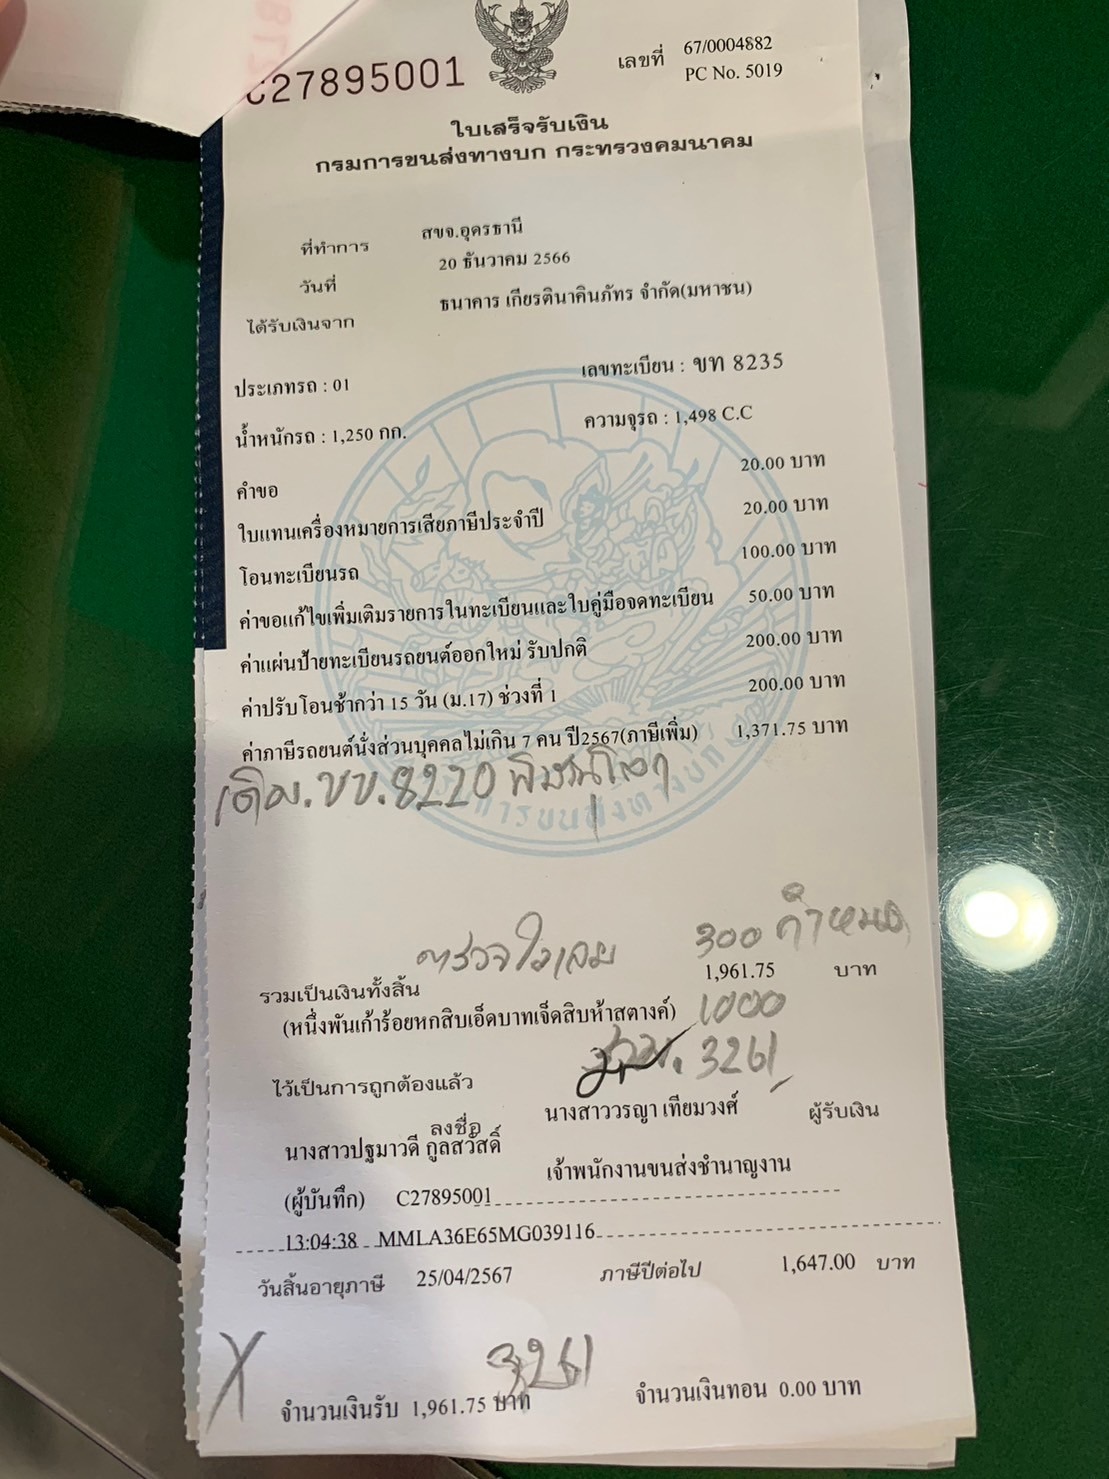 C27895001
เลขที่ 67/0004882
PC No. 5019
ใบเสร็จรับเงิน
กรมการขนส่งทางบก กระทรวงคมนาคม
ที่ทำการ สขจ.อุดรธานี
วันที่ 20 ธันวาคม 2566
ได้รับเงินจาก ธนาคาร เกียรตินาคินภัทร จำกัด(มหาชน)
ประเภทรถ : 01 เลขทะเบียน : ขท 8235
น้ำหนักรถ : 1,250 กก. ความจุรถ : 1,498 C.C
คำขอ 20.00 บาท
ใบแทนเครื่องหมายการเสียภาษีประจำปี 20.00 บาท
โอนทะเบียนรถ 100.00 บาท
ค่าขอแก้ไขเพิ่มเติมรายการในทะเบียนและใบคู่มือจดทะเบียน 50.00 บาท
ค่าแผ่นป้ายทะเบียนรถยนต์ออกใหม่ รับปกติ 200.00 บาท
ค่าปรับโอนช้ากว่า 15 วัน (ม.17) ช่วงที่ 1 200.00 บาท
ค่าภาษีรถยนต์นั่งส่วนบุคคลไม่เกิน 7 คน ปี2567(ภาษีเพิ่ม) 1,371.75 บาท
เดิม.ขบ.8220 พิษณุโลก
300
รวมเป็นเงินทั้งสิ้น 1,961.75 บาท
(หนึ่งพันเก้าร้อยหกสิบเอ็ดบาทเจ็ดสิบห้าสตางค์) 1000
รวม. 3261
ไว้เป็นการถูกต้องแล้ว
ลงชื่อ นางสาววรญา เทียมวงศ์ ผู้รับเงิน
นางสาวปฐมาวดี กูลสวัสดิ์ เจ้าพนักงานขนส่งชำนาญงาน
(ผู้บันทึก) C27895001
13:04:38 MMLA36E65MG039116
วันสิ้นอายุภาษี 25/04/2567 ภาษีปีต่อไป 1,647.00 บาท
X 3261
จำนวนเงินรับ 1,961.75 บาท จำนวนเงินทอน 0.00 บาท